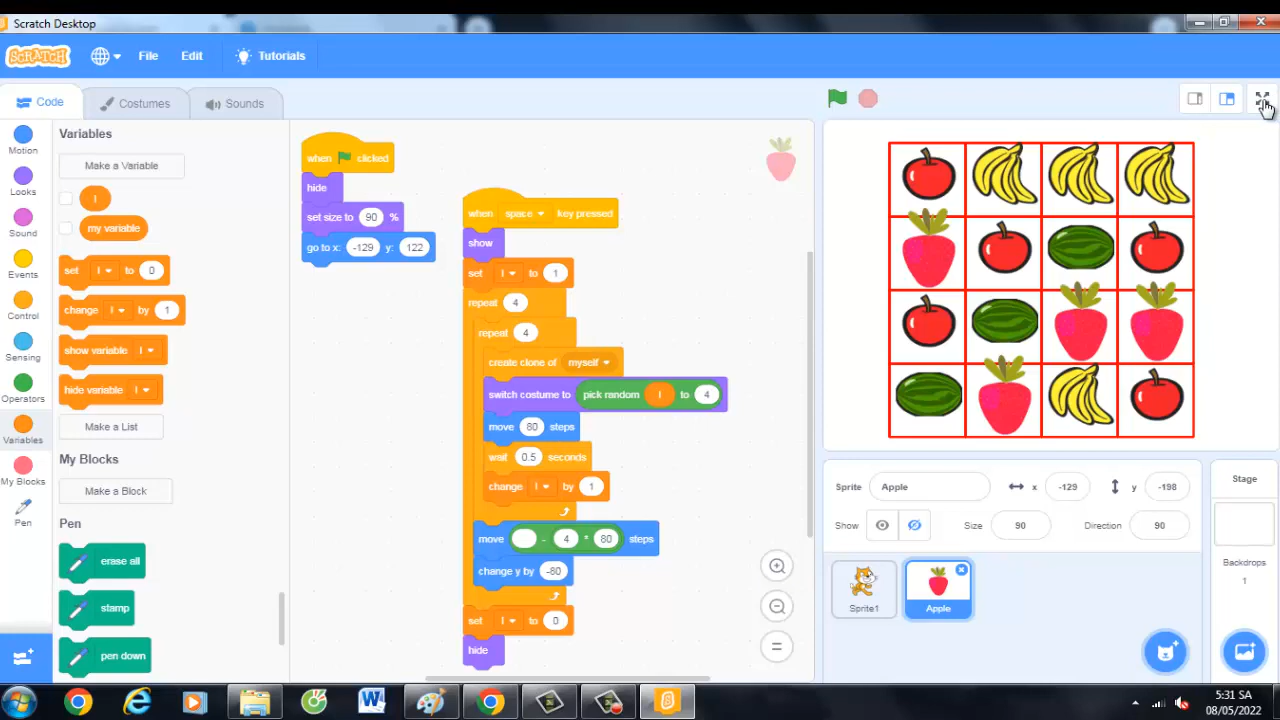 Scratch Desktop
SCRATCH
File
Edit
Tutorials
Code
Costumes
Sounds
Motion
Looks
Sound
Events
Control
Sensing
Operators
Variables
My Blocks
Pen
Variables
Make a Variable
I
my variable
set I to 0
change I by 1
show variable I
hide variable I
Make a List
My Blocks
Make a Block
Pen
erase all
stamp
pen down
when clicked
hide
set size to 90 %
go to x: -129 y: 122
when space key pressed
show
set I to 1
repeat 4
repeat 4
create clone of myself
switch costume to pick random I to 4
move 80 steps
wait 0.5 seconds
change I by 1
move - 4 * 80 steps
change y by -80
set I to 0
hide
Sprite Apple x -129 y -198
Show Size 90 Direction 90
Sprite1
Apple
Stage
Backdrops
1
5:31 SA
08/05/2022